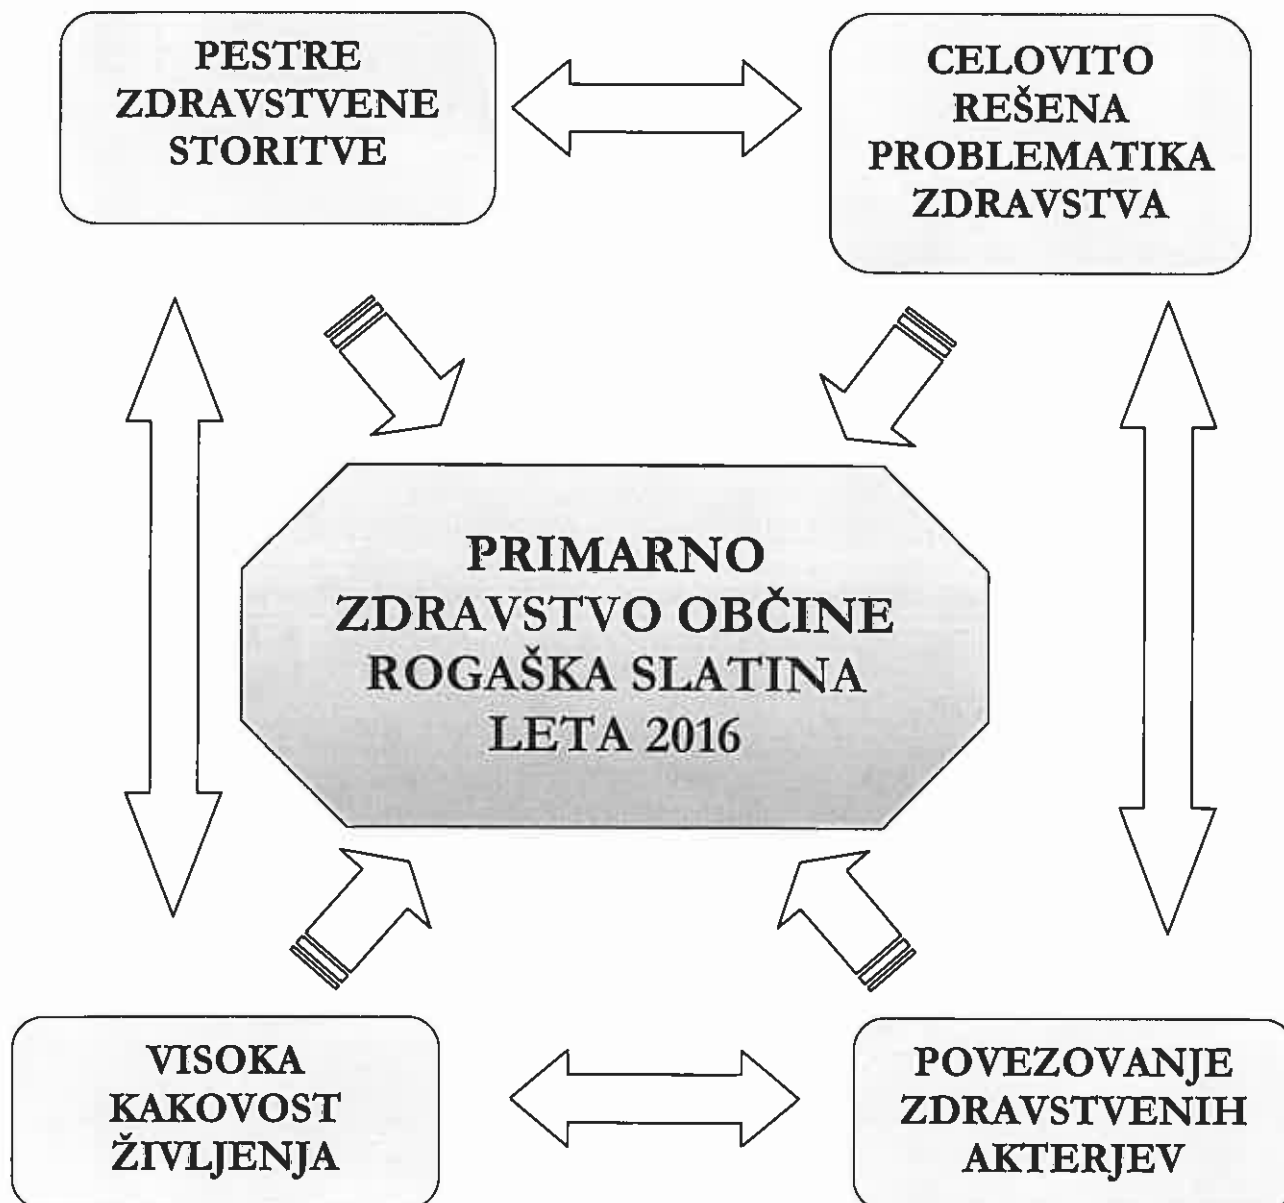 PESTRE
ZDRAVSTVENE
STORITVE
CELOVITO
REŠENA
PROBLEMATIKA
ZDRAVSTVA
PRIMARNO
ZDRAVSTVO OBČINE
ROGAŠKA SLATINA
LETA 2016
VISOKA
KAKOVOST
ŽIVLJENJA
POVEZOVANJE
ZDRAVSTVENIH
AKTERJEV